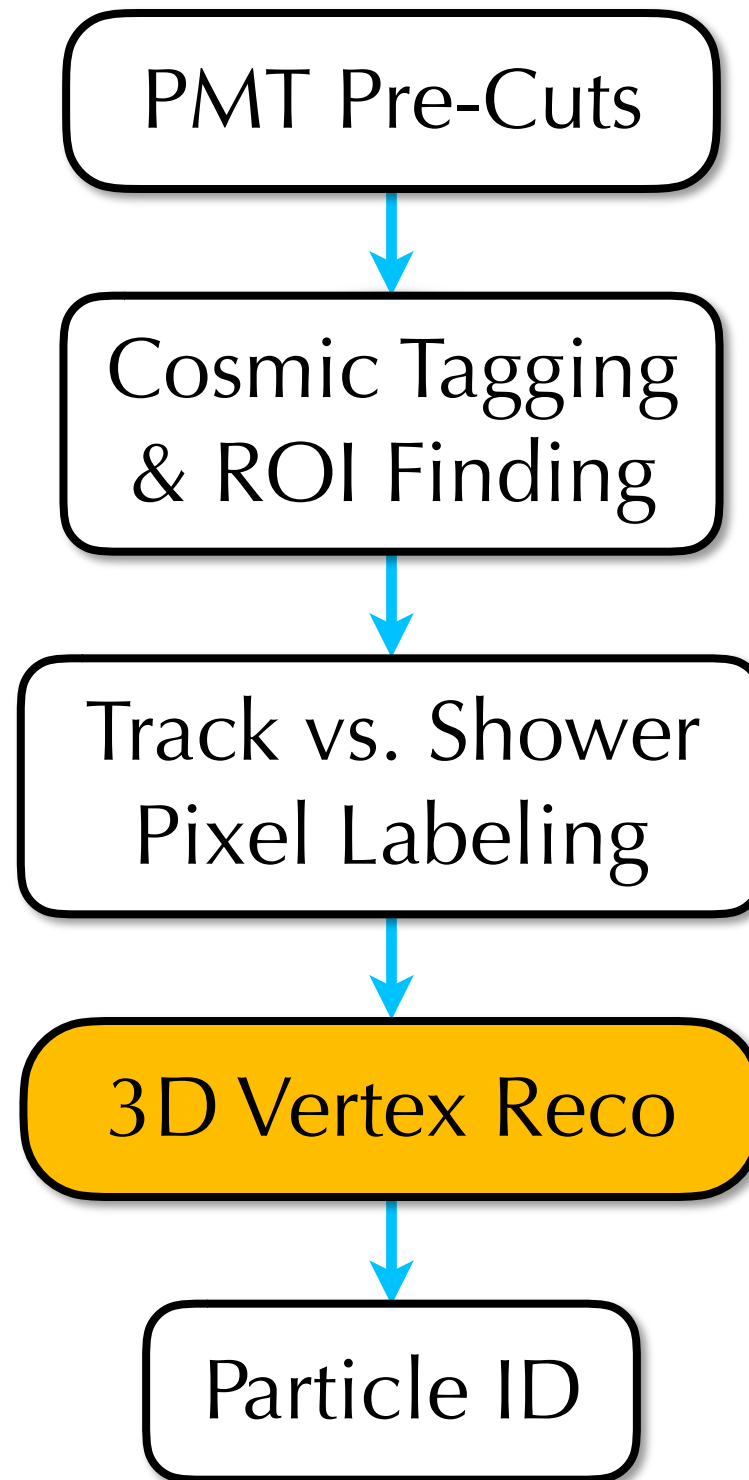 PMT Pre-Cuts
Cosmic Tagging
& ROI Finding
Track vs. Shower
Pixel Labeling
3D Vertex Reco
Particle ID